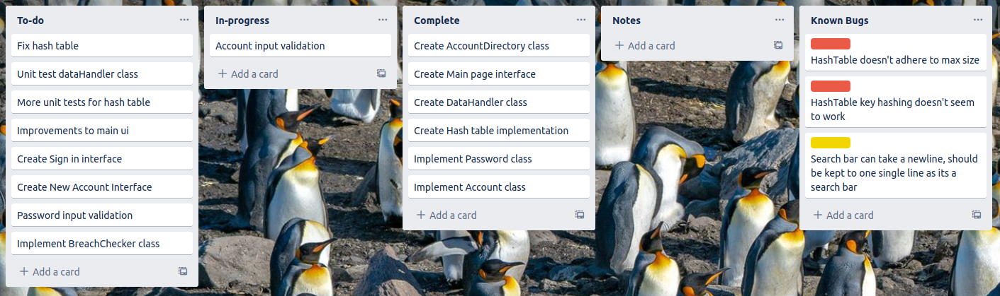 To-do
Fix hash table
Unit test dataHandler class
More unit tests for hash table
Improvements to main ui
Create Sign in interface
Create New Account Interface
Password input validation
Implement BreachChecker class
Add a card
In-progress
Account input validation
Add a card
Complete
Create AccountDirectory class
Create Main page interface
Create DataHandler class
Create Hash table implementation
Implement Password class
Implement Account class
Add a card
Notes
Add a card
Known Bugs
HashTable doesn't adhere to max size
HashTable key hashing doesn't seem
to work
Search bar can take a newline, should
be kept to one single line as its a
search bar
Add a card